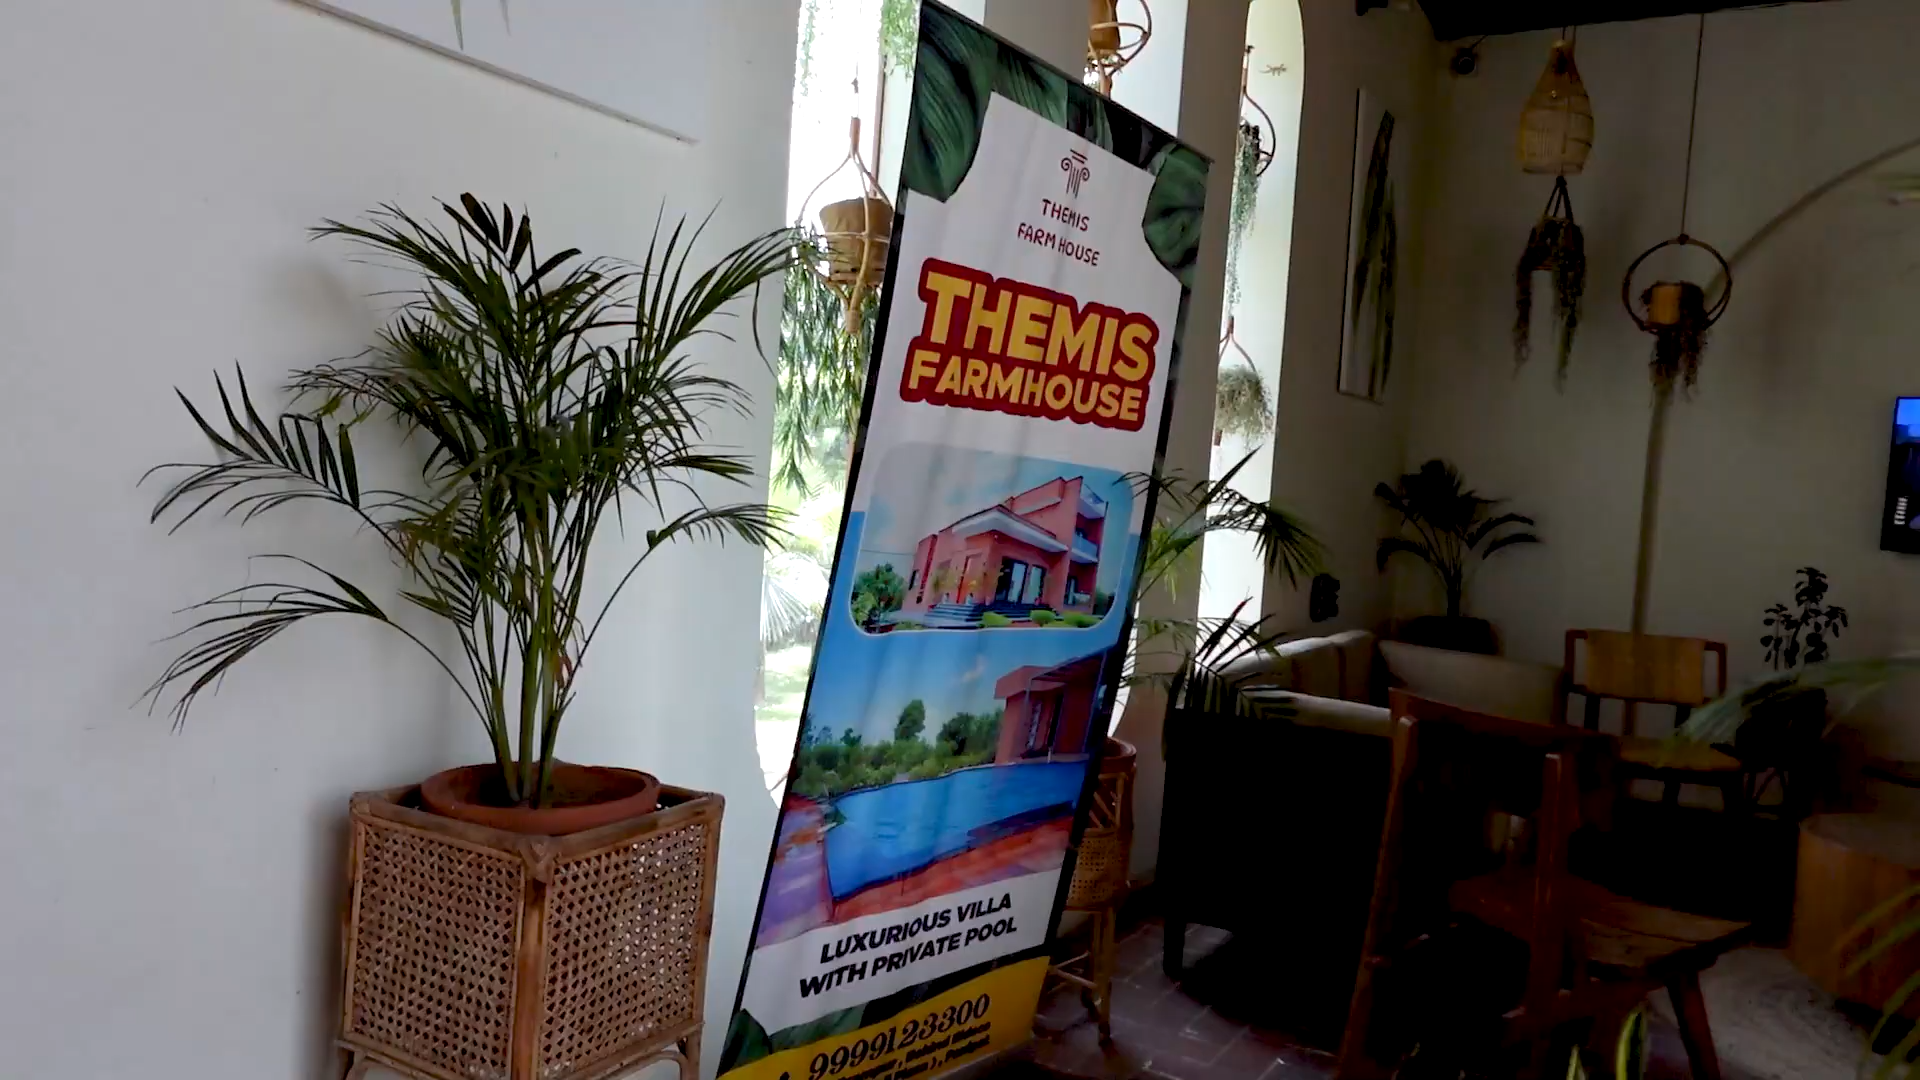 THEMIS
FARM HOUSE
THEMIS
FARMHOUSE
LUXURIOUS VILLA
WITH PRIVATE POOL
9999123300